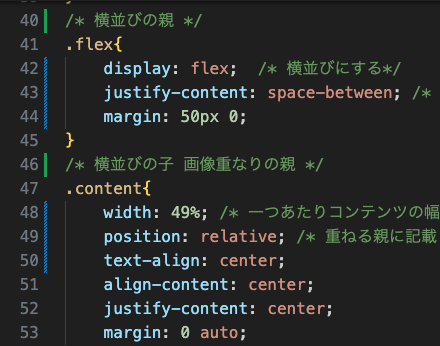 40 /* 横並びの親 */
41 .flex{
42 display: flex; /* 横並びにする*/
43 justify-content: space-between; /*
44 margin: 50px 0;
45 }
46 /* 横並びの子 画像重なりの親 */
47 .content{
48 width: 49%; /* 一つあたりコンテンツの幅
49 position: relative; /* 重ねる親に記載
50 text-align: center;
51 align-content: center;
52 justify-content: center;
53 margin: 0 auto;